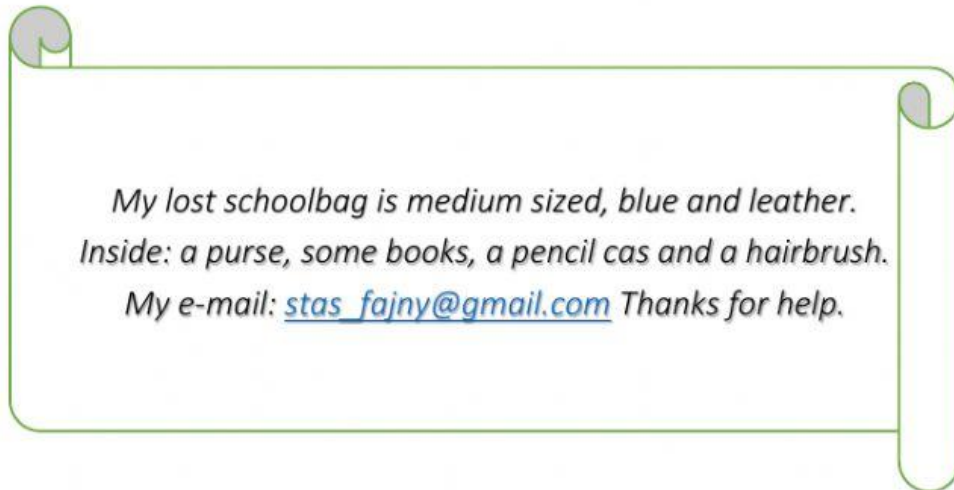 My lost schoolbag is medium sized, blue and leather.
Inside: a purse, some books, a pencil cas and a hairbrush.
My e-mail: stas_fajny@gmail.com Thanks for help.